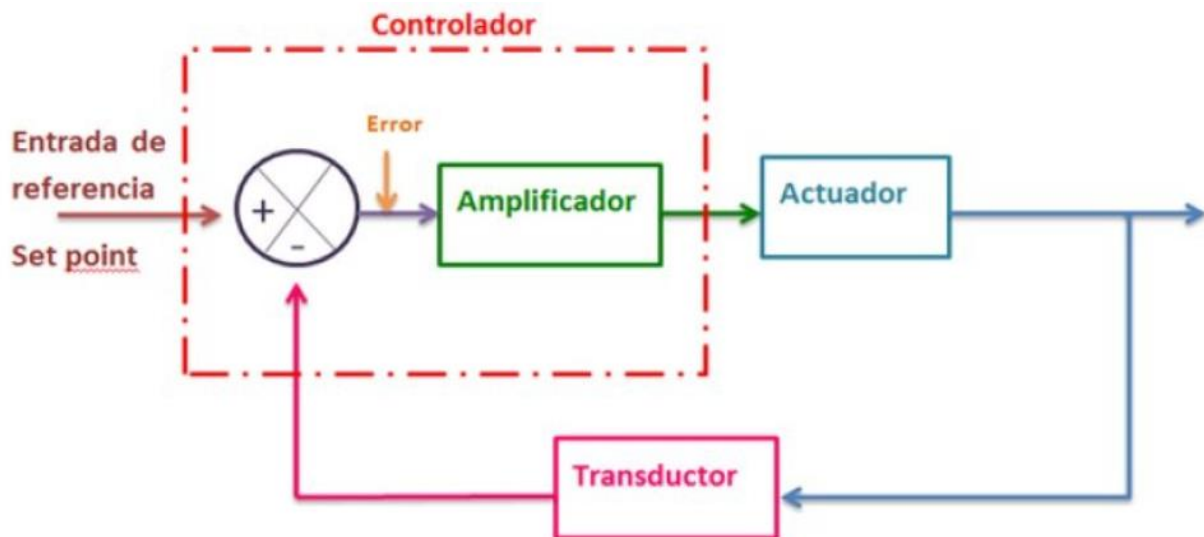 Controlador
Entrada de
referencia
Set point
Error
+
-
Amplificador
Actuador
Transductor